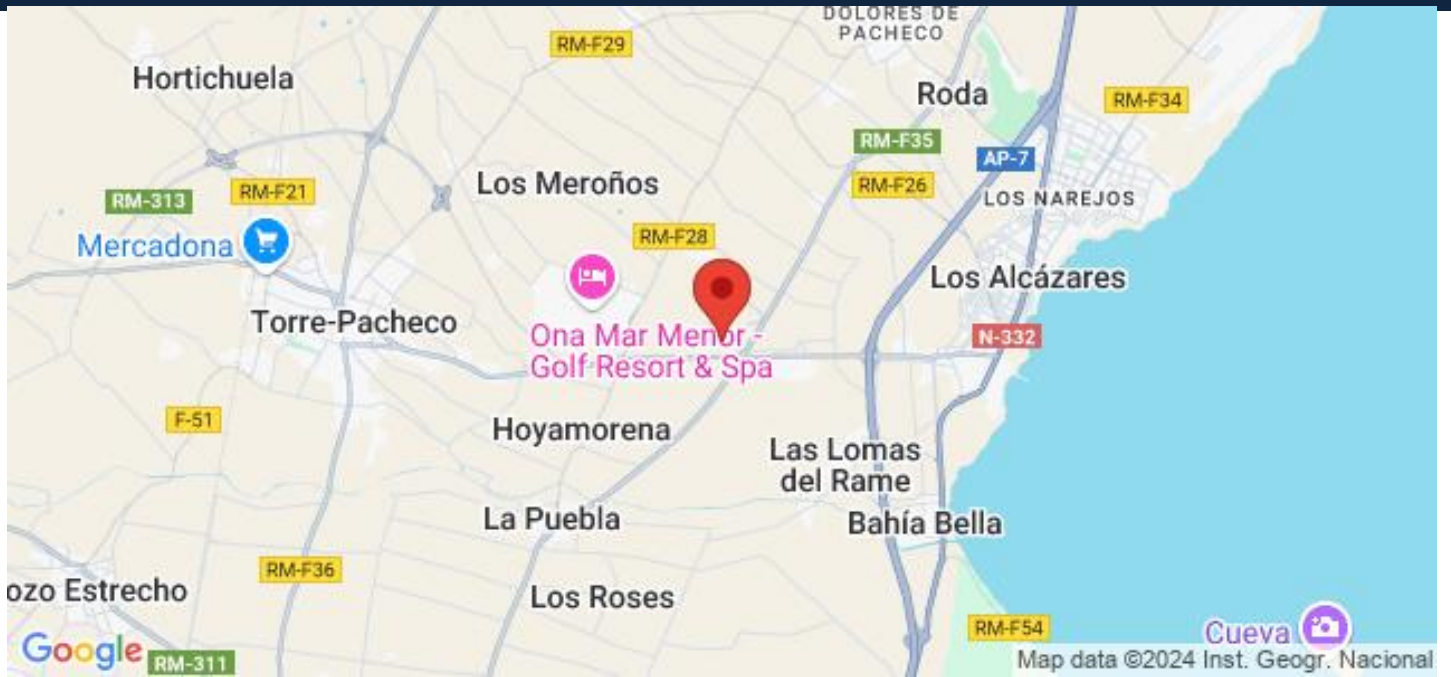 DOLORES DE
PACHECO
RM-F29
Hortichuela
Roda
RM-F34
RM-F35
AP-7
Los Meroños
RM-F26
RM-F21
RM-313
LOS NAREJOS
Mercadona
RM-F28
Los Alcázares
Torre-Pacheco
Ona Mar Menor -
Golf Resort & Spa
N-332
F-51
Hoyamorena
Las Lomas
del Rame
La Puebla
Bahía Bella
RM-F36
ozo Estrecho
Los Roses
RM-F54
Cueva
Google
RM-311
Map data ©2024 Inst. Geogr. Nacional